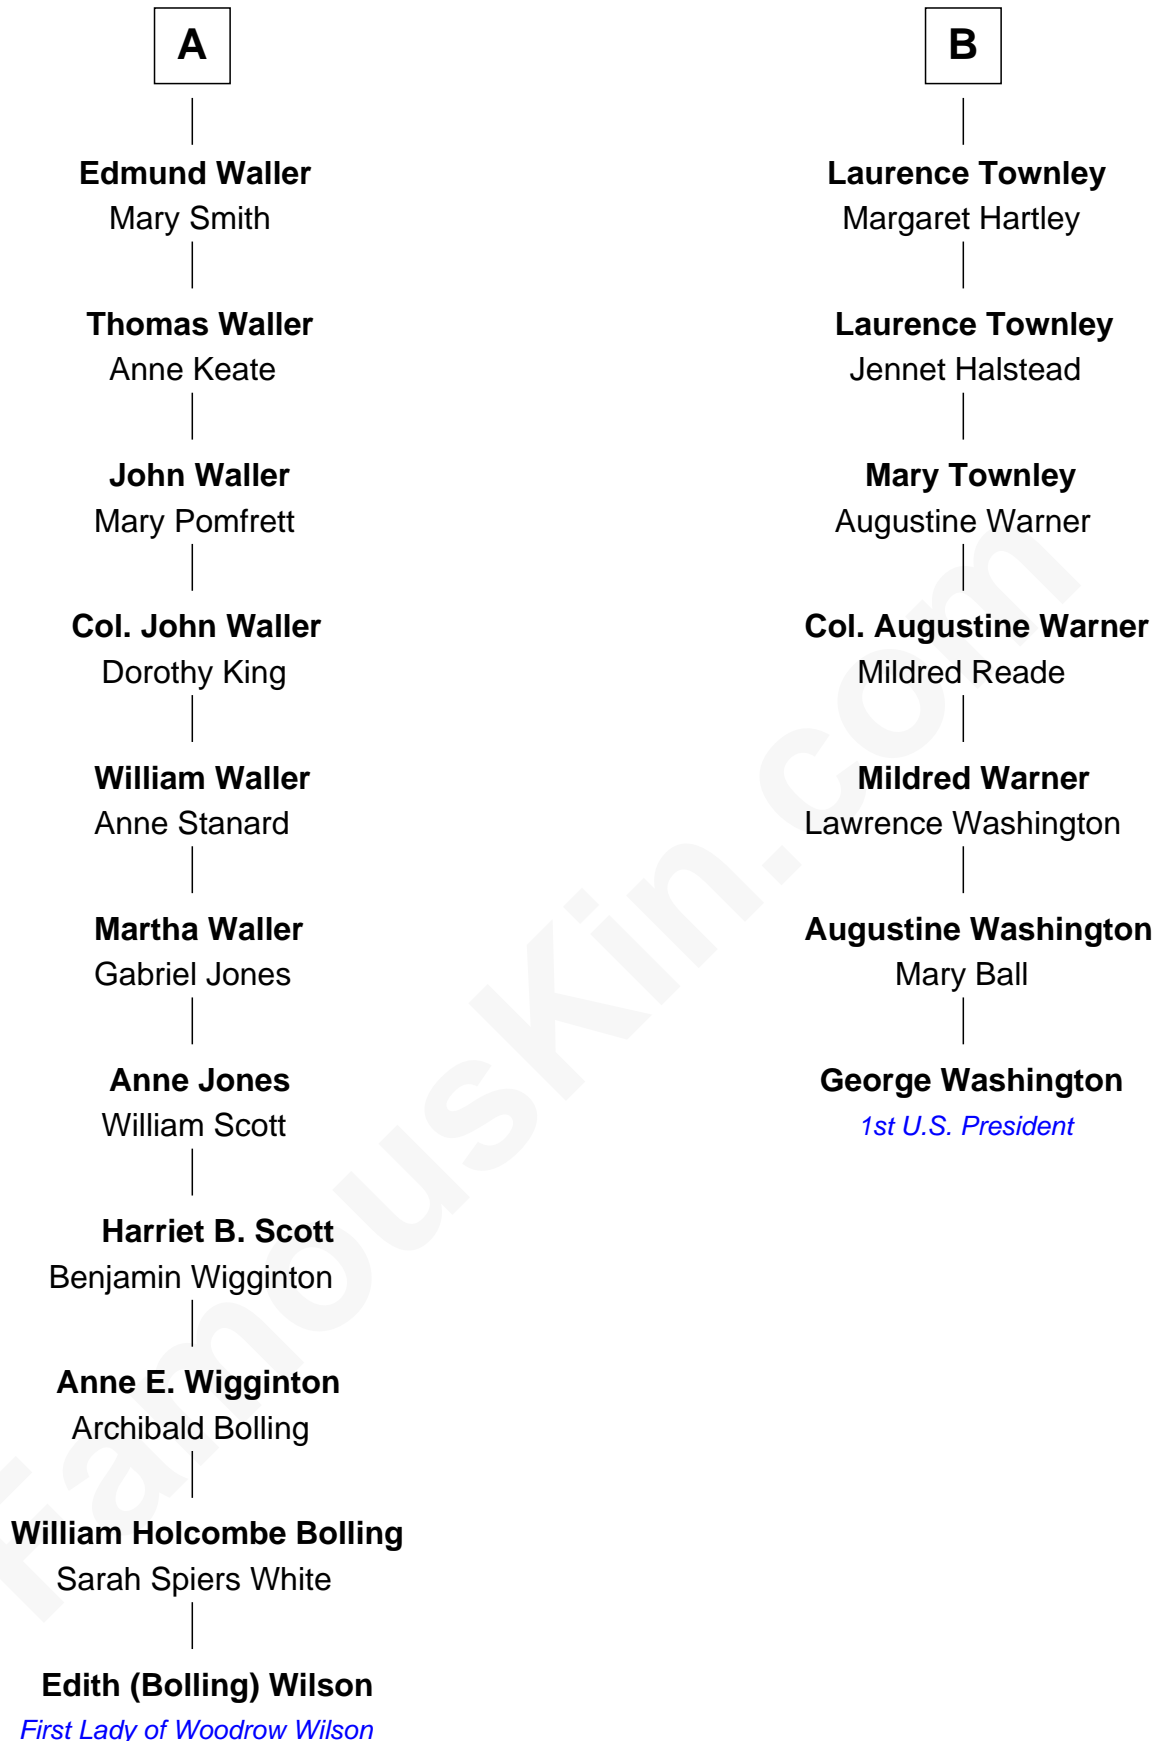 A
Edmund Waller
Mary Smith
Thomas Waller
Anne Keate
John Waller
Mary Pomfrett
Col. John Waller
Dorothy King
William Waller
Anne Stanard
Martha Waller
Gabriel Jones
Anne Jones
William Scott
Harriet B. Scott
Benjamin Wigginton
Anne E. Wigginton
Archibald Bolling
William Holcombe Bolling
Sarah Spiers White
Edith (Bolling) Wilson
First Lady of Woodrow Wilson
B
Laurence Townley
Margaret Hartley
Laurence Townley
Jennet Halstead
Mary Townley
Augustine Warner
Col. Augustine Warner
Mildred Reade
Mildred Warner
Lawrence Washington
Augustine Washington
Mary Ball
George Washington
1st U.S. President
FamousKin.com